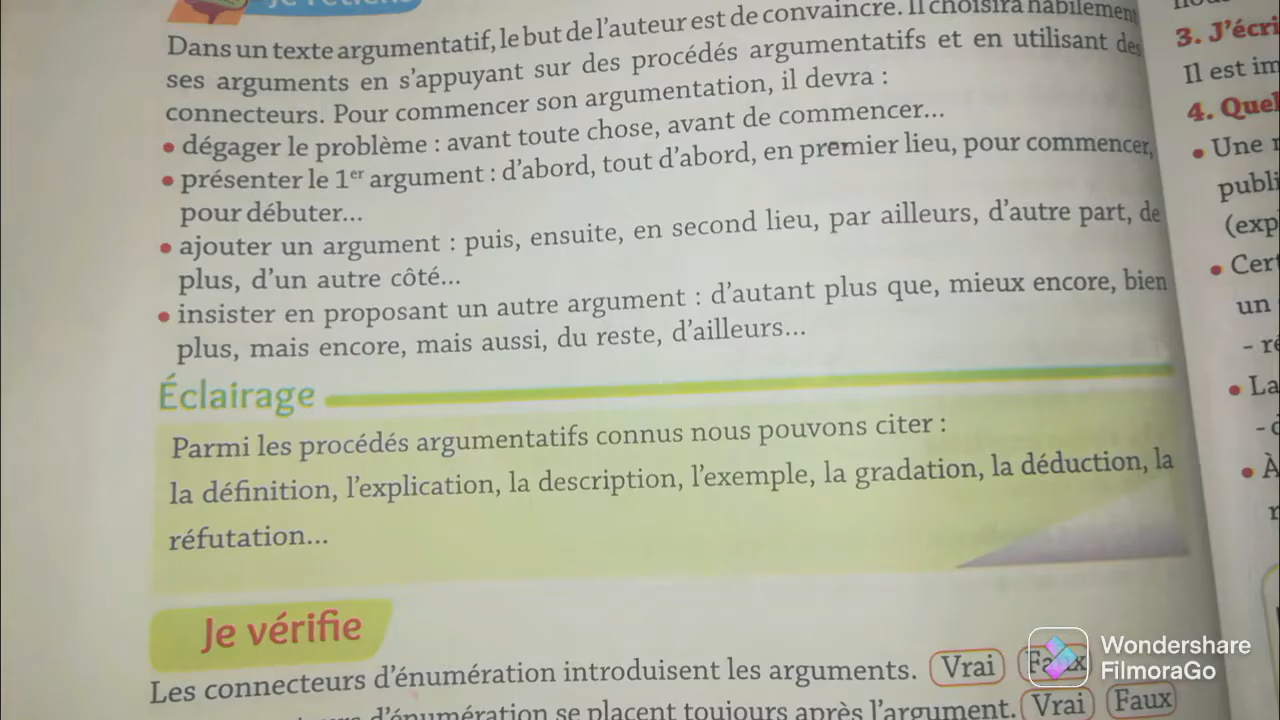 Je retiens
Dans un texte argumentatif, le but de l'auteur est de convaincre. Il choisira habilement
ses arguments en s'appuyant sur des procédés argumentatifs et en utilisant des
connecteurs. Pour commencer son argumentation, il devra :
• dégager le problème : avant toute chose, avant de commencer...
• présenter le 1er argument : d'abord, tout d'abord, en premier lieu, pour commencer,
pour débuter...
• ajouter un argument : puis, ensuite, en second lieu, par ailleurs, d'autre part, de
plus, d'un autre côté...
• insister en proposant un autre argument : d'autant plus que, mieux encore, bien
plus, mais encore, mais aussi, du reste, d'ailleurs...
Éclairage
Parmi les procédés argumentatifs connus nous pouvons citer :
la définition, l'explication, la description, l'exemple, la gradation, la déduction, la
réfutation...
Je vérifie
Les connecteurs d'énumération introduisent les arguments. Vrai Faux
d'énumération se placent toujours après l'argument. Vrai Faux
3. J'écri
Il est im
4. Quel
• Une
publi
(exp
• Cert
un
- ré
• La
• À
Wondershare
FilmoraGo